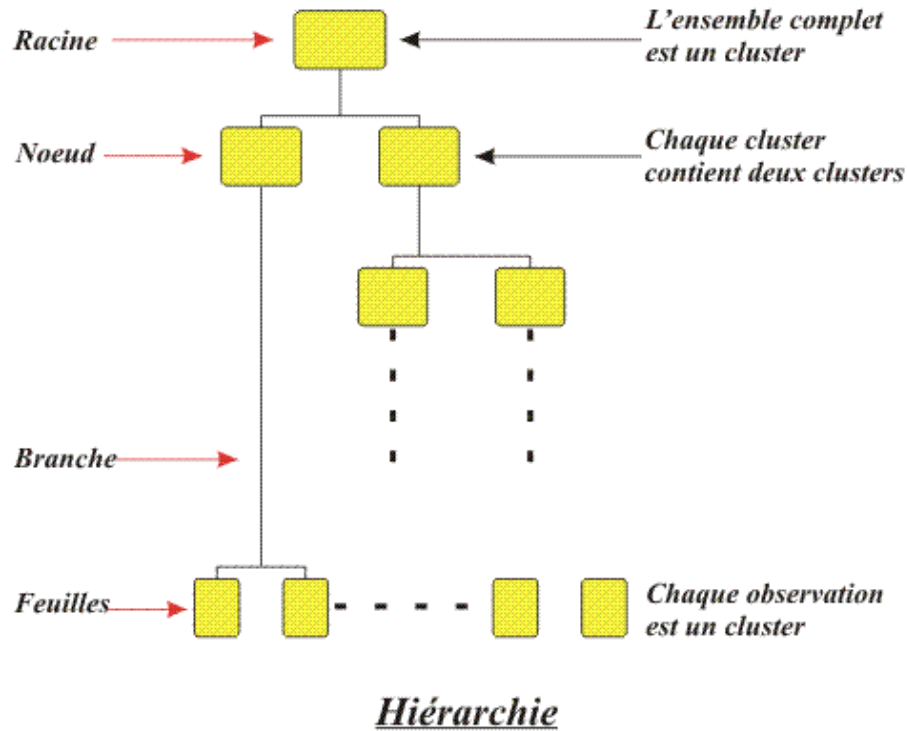 Racine
L'ensemble complet
est un cluster
Noeud
Chaque cluster
contient deux clusters
Branche
Feuilles
Chaque observation
est un cluster
Hiérarchie